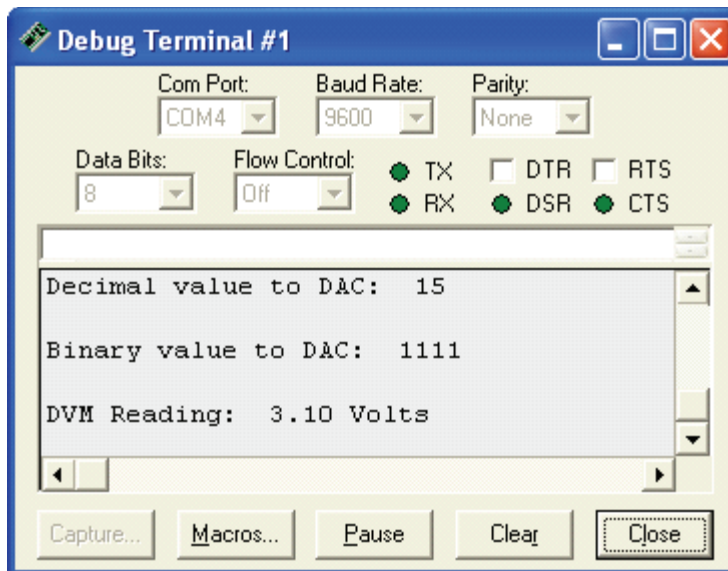 Debug Terminal #1
Com Port: Baud Rate: Parity:
COM4 9600 None
Data Bits: Flow Control: TX DTR RTS
8 Off RX DSR CTS
Decimal value to DAC:  15
Binary value to DAC:  1111
DVM Reading:  3.10 Volts
Capture... Macros... Pause Clear Close